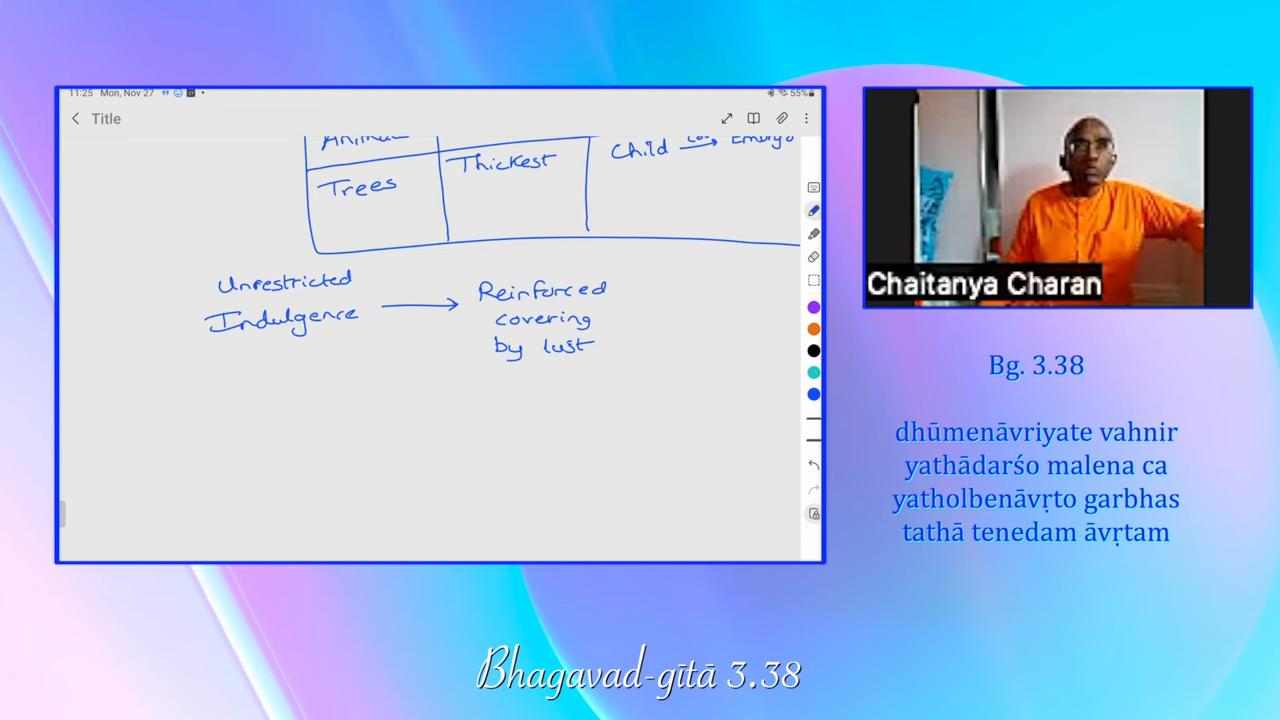 11:25 Mon, Nov 27
55%
Title
Child → Embryo
Thickest
Trees
Unrestricted
Indulgence → Reinforced
covering
by lust
Chaitanya Charan
Bg. 3.38
dhūmenāvriyate vahnir
yathādarśo malena ca
yatholbenāvṛto garbhas
tathā tenedam āvṛtam
Bhagavad-gītā 3.38